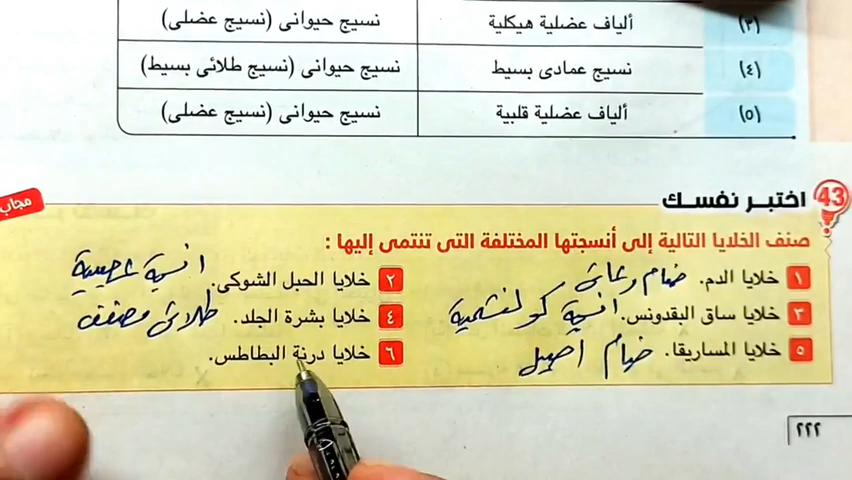 (٣) ألياف عضلية هيكلية نسيج حيوانى (نسيج عضلى)
(٤) نسيج عمادى بسيط نسيج حيوانى (نسيج طلائى بسيط)
(٥) ألياف عضلية قلبية نسيج حيوانى (نسيج عضلى)
43 اختبر نفسك
مجاب
صنف الخلايا التالية إلى أنسجتها المختلفة التى تنتمى إليها :
١ خلايا الدم. ضام وعائى
٢ خلايا الحبل الشوكى. انسجة عصبية
٣ خلايا ساق البقدونس. انسجة كولنشيمية
٤ خلايا بشرة الجلد. طلائى مصفف
٥ خلايا المساريقا. ضام أصيل
٦ خلايا درنة البطاطس.
٢٢٢